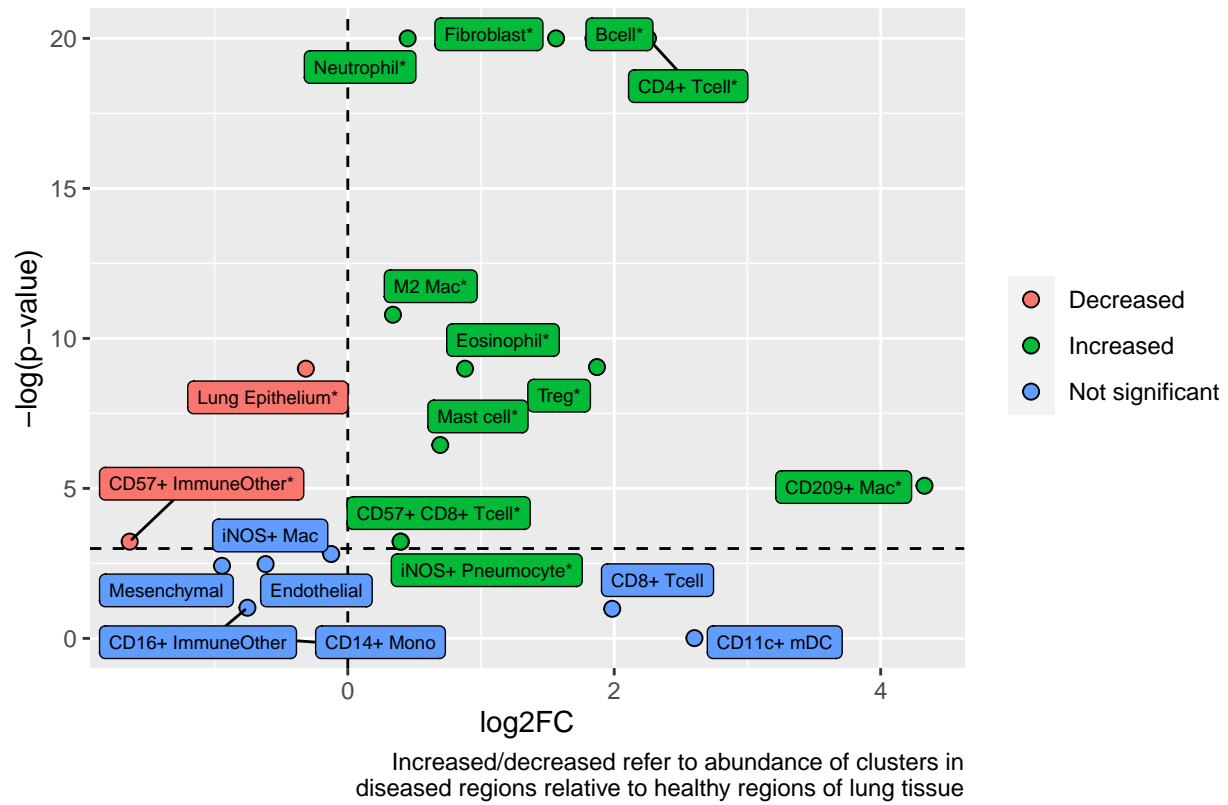 20
15
10
5
0
−log(p−value)
Fibroblast*
Bcell*
Neutrophil*
CD4+ Tcell*
M2 Mac*
Eosinophil*
Lung Epithelium*
Treg*
Mast cell*
CD57+ ImmuneOther*
CD209+ Mac*
CD57+ CD8+ Tcell*
iNOS+ Mac
iNOS+ Pneumocyte*
CD8+ Tcell
Mesenchymal
Endothelial
CD16+ ImmuneOther
CD14+ Mono
CD11c+ mDC
0
2
4
log2FC
Decreased
Increased
Not significant
Increased/decreased refer to abundance of clusters in
diseased regions relative to healthy regions of lung tissue